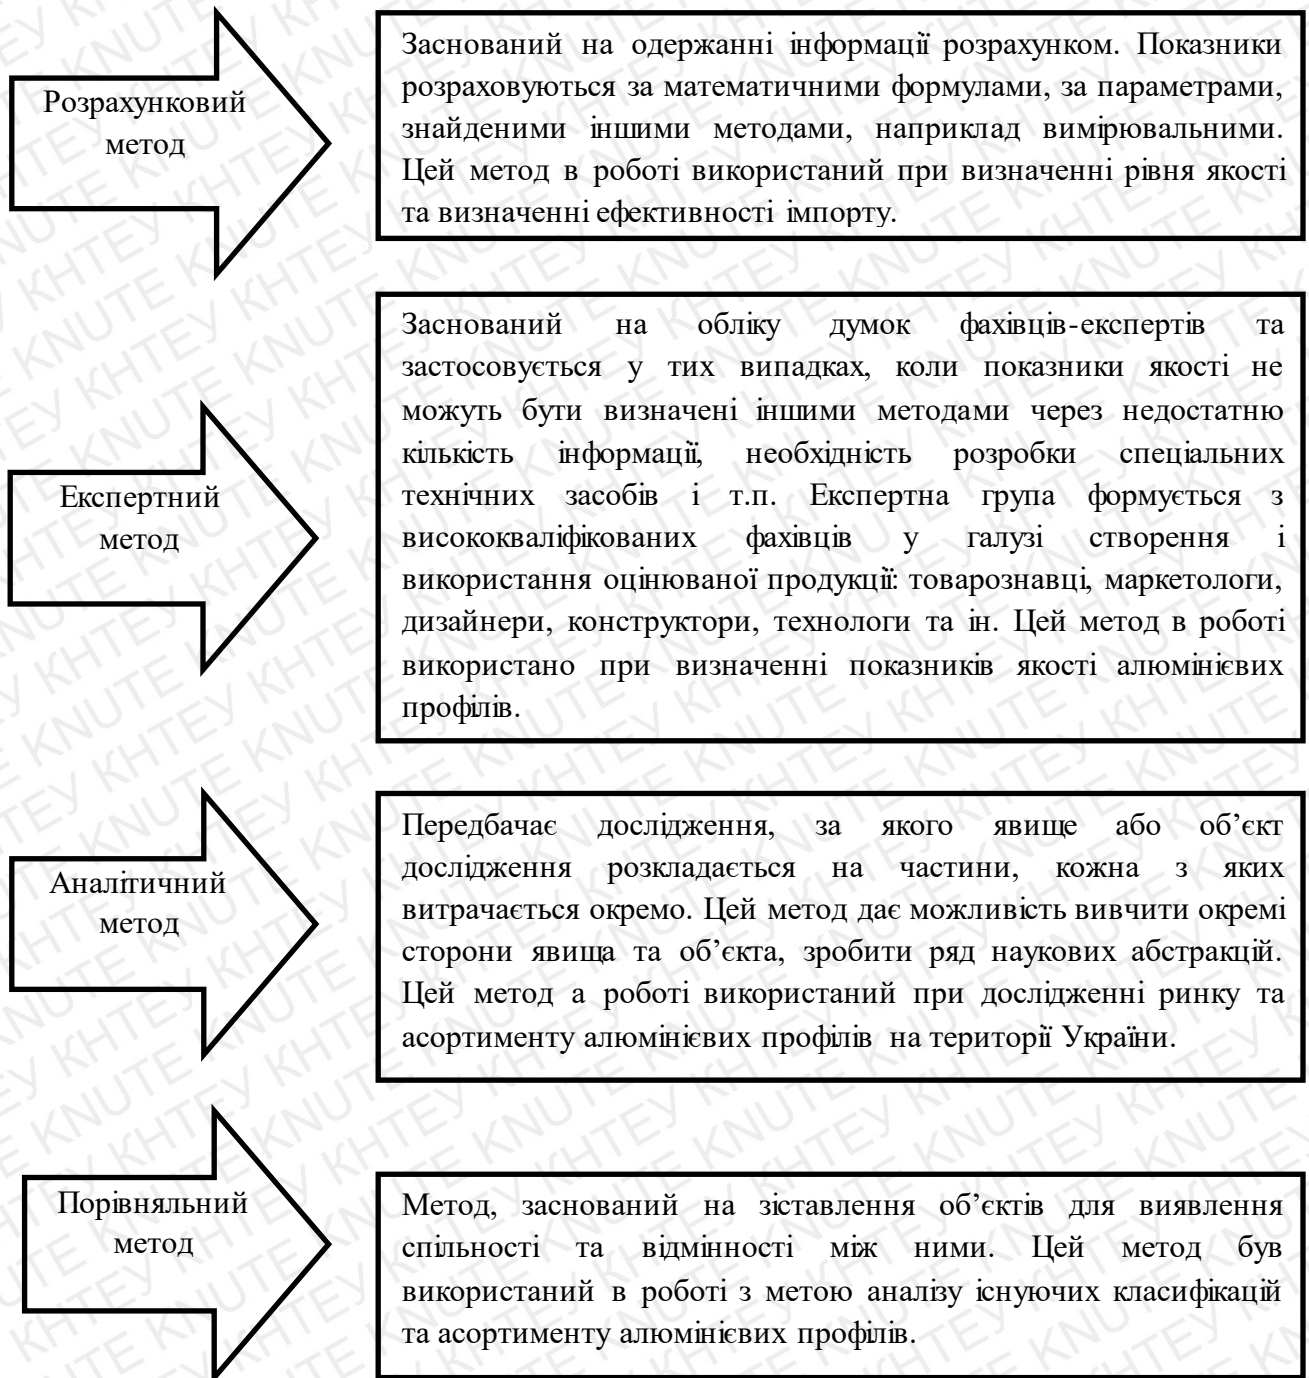 Розрахунковий
метод
Заснований на одержанні інформації розрахунком. Показники
розраховуються за математичними формулами, за параметрами,
знайденими іншими методами, наприклад вимірювальними.
Цей метод в роботі використаний при визначенні рівня якості
та визначенні ефективності імпорту.
Експертний
метод
Заснований на обліку думок фахівців-експертів та
застосовується у тих випадках, коли показники якості не
можуть бути визначені іншими методами через недостатню
кількість інформації, необхідність розробки спеціальних
технічних засобів і т.п. Експертна група формується з
висококваліфікованих фахівців у галузі створення і
використання оцінюваної продукції: товарознавці, маркетологи,
дизайнери, конструктори, технологи та ін. Цей метод в роботі
використано при визначенні показників якості алюмінієвих
профілів.
Аналітичний
метод
Передбачає дослідження, за якого явище або об’єкт
дослідження розкладається на частини, кожна з яких
витрачається окремо. Цей метод дає можливість вивчити окремі
сторони явища та об’єкта, зробити ряд наукових абстракцій.
Цей метод а роботі використаний при дослідженні ринку та
асортименту алюмінієвих профілів на території України.
Порівняльний
метод
Метод, заснований на зіставлення об’єктів для виявлення
спільності та відмінності між ними. Цей метод був
використаний в роботі з метою аналізу існуючих класифікацій
та асортименту алюмінієвих профілів.